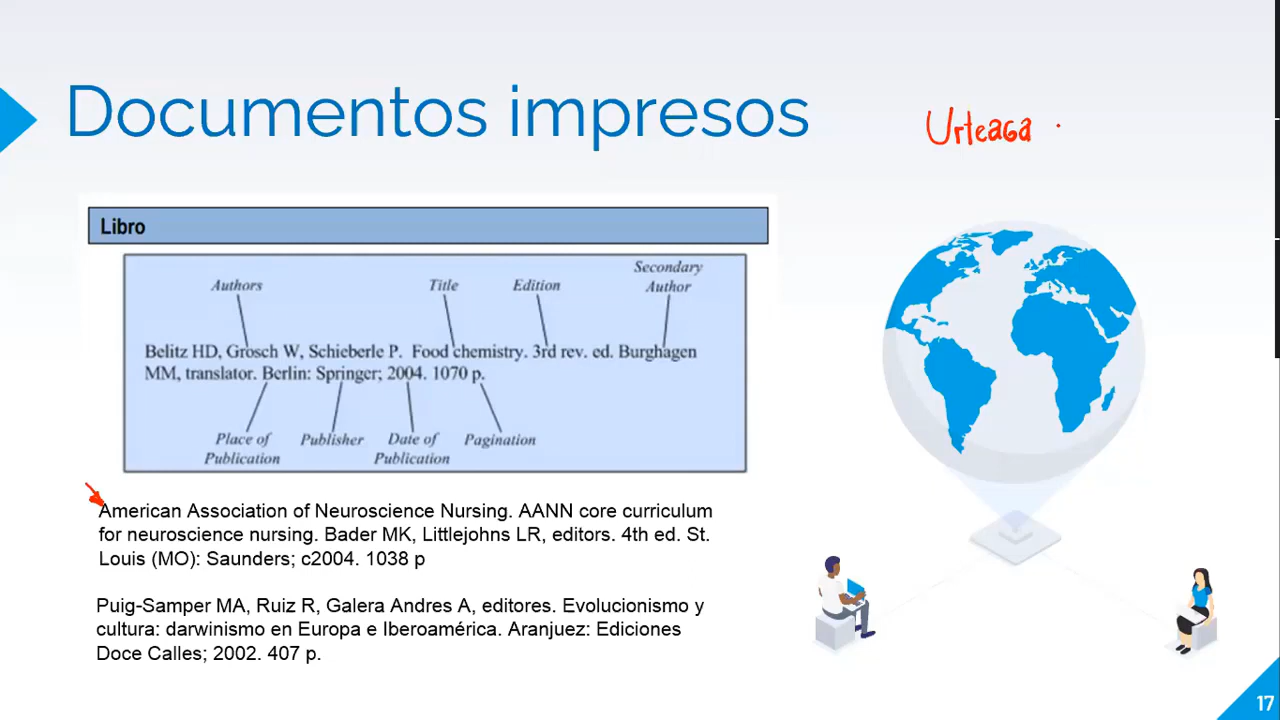 Documentos impresos
Urteaga
Libro
Authors
Title
Edition
Secondary
Author
Belitz HD, Grosch W, Schieberle P. Food chemistry. 3rd rev. ed. Burghagen
MM, translator. Berlin: Springer; 2004. 1070 p.
Place of
Publication
Publisher
Date of
Publication
Pagination
American Association of Neuroscience Nursing. AANN core curriculum
for neuroscience nursing. Bader MK, Littlejohns LR, editors. 4th ed. St.
Louis (MO): Saunders; c2004. 1038 p
Puig-Samper MA, Ruiz R, Galera Andres A, editores. Evolucionismo y
cultura: darwinismo en Europa e Iberoamérica. Aranjuez: Ediciones
Doce Calles; 2002. 407 p.
17